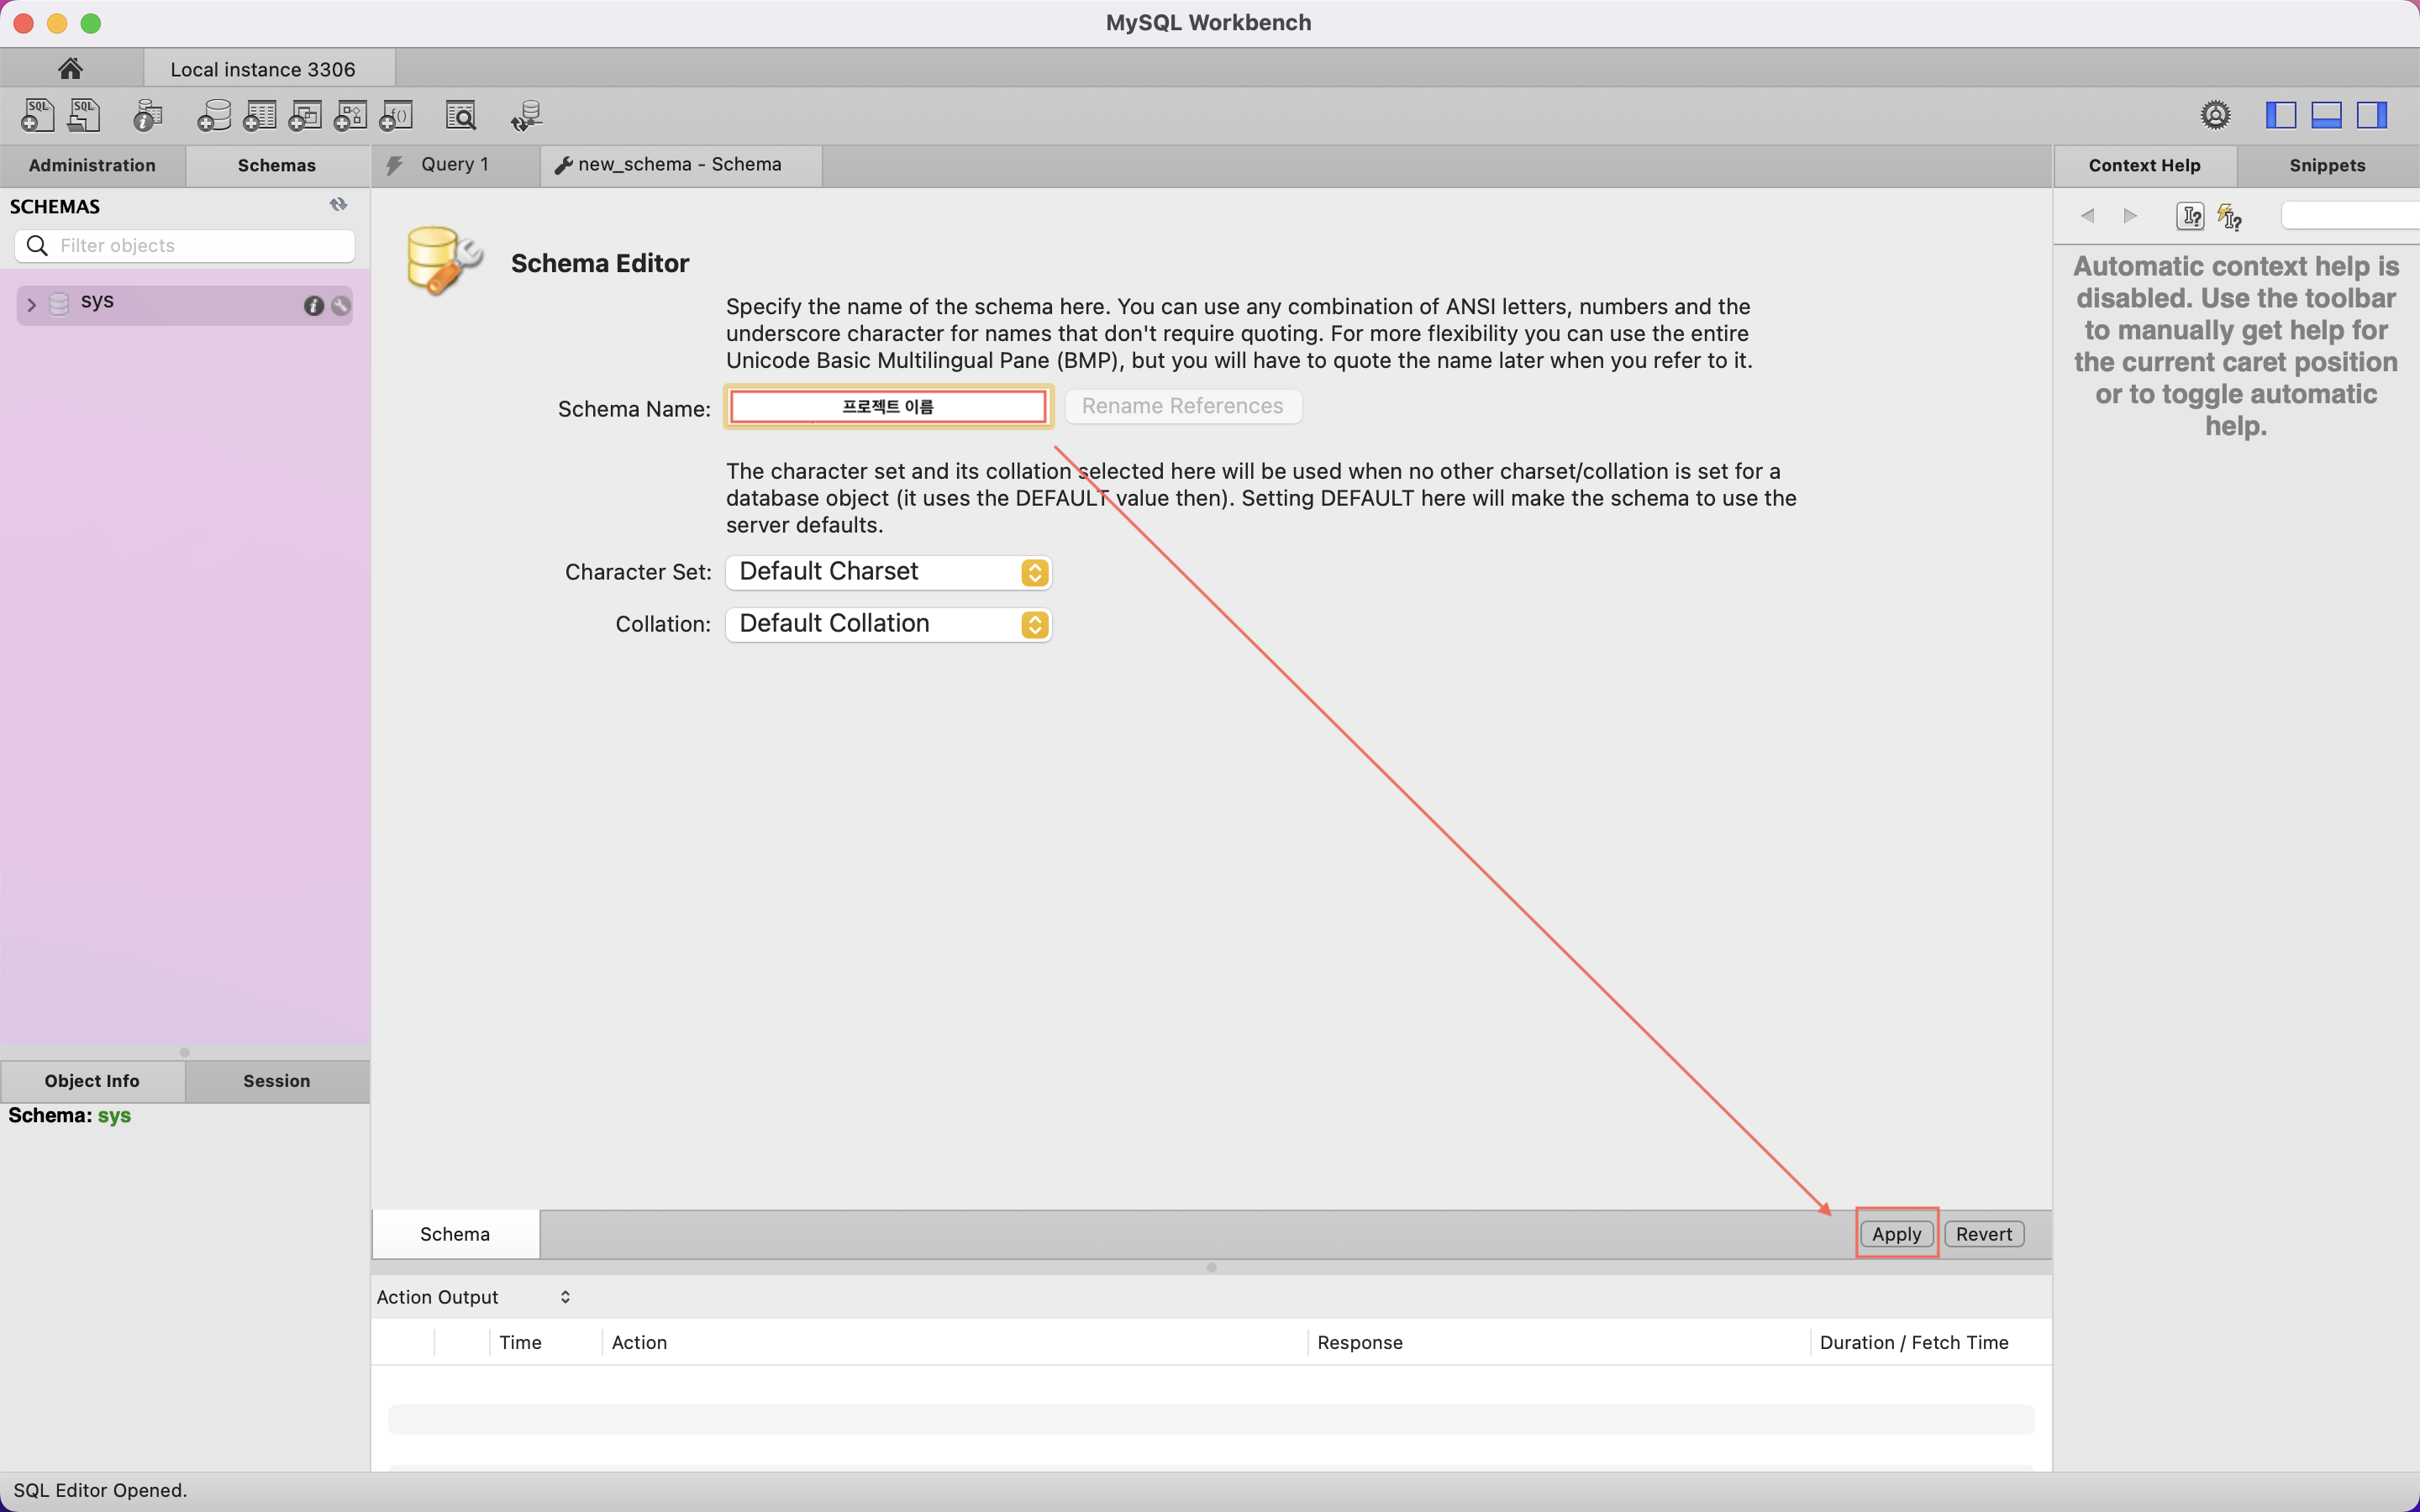 MySQL Workbench
Local instance 3306
SQL
SQL
f()
Administration
Schemas
Query 1
new_schema - Schema
Context Help
Snippets
SCHEMAS
Filter objects
sys
Schema Editor
Specify the name of the schema here. You can use any combination of ANSI letters, numbers and the
underscore character for names that don't require quoting. For more flexibility you can use the entire
Unicode Basic Multilingual Pane (BMP), but you will have to quote the name later when you refer to it.
Schema Name:
프로젝트 이름
Rename References
The character set and its collation selected here will be used when no other charset/collation is set for a
database object (it uses the DEFAULT value then). Setting DEFAULT here will make the schema to use the
server defaults.
Character Set:
Default Charset
Collation:
Default Collation
Automatic context help is
disabled. Use the toolbar
to manually get help for
the current caret position
or to toggle automatic
help.
Object Info
Session
Schema: sys
Schema
Apply
Revert
Action Output
Time
Action
Response
Duration / Fetch Time
SQL Editor Opened.